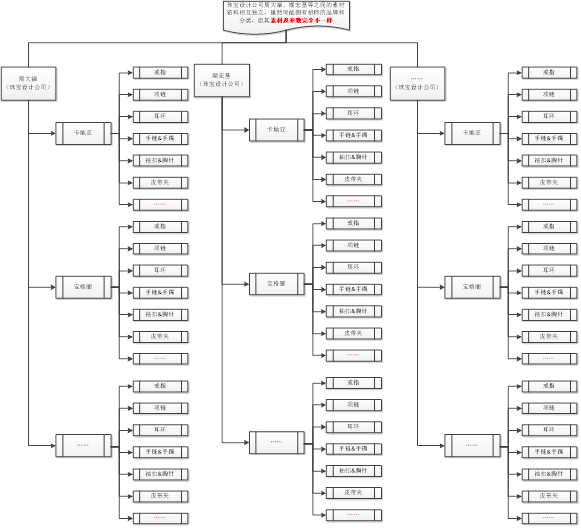 珠宝设计公司周大福、潮宏基等之间的素材
资料相互独立，虽然可能拥有相同的品牌和
分类，但其素材及参数完全不一样
周大福
（珠宝设计公司）
卡地亚
戒指
项链
耳环
手链&手镯
袖扣&胸针
皮带夹
……
宝格丽
戒指
项链
耳环
手链&手镯
袖扣&胸针
皮带夹
……
……
戒指
项链
耳环
手链&手镯
袖扣&胸针
皮带夹
……
潮宏基
（珠宝设计公司）
卡地亚
戒指
项链
耳环
手链&手镯
袖扣&胸针
皮带夹
……
宝格丽
戒指
项链
耳环
手链&手镯
袖扣&胸针
皮带夹
……
……
戒指
项链
耳环
手链&手镯
袖扣&胸针
皮带夹
……
……
（珠宝设计公司）
卡地亚
戒指
项链
耳环
手链&手镯
袖扣&胸针
皮带夹
……
宝格丽
戒指
项链
耳环
手链&手镯
袖扣&胸针
皮带夹
……
……
戒指
项链
耳环
手链&手镯
袖扣&胸针
皮带夹
……